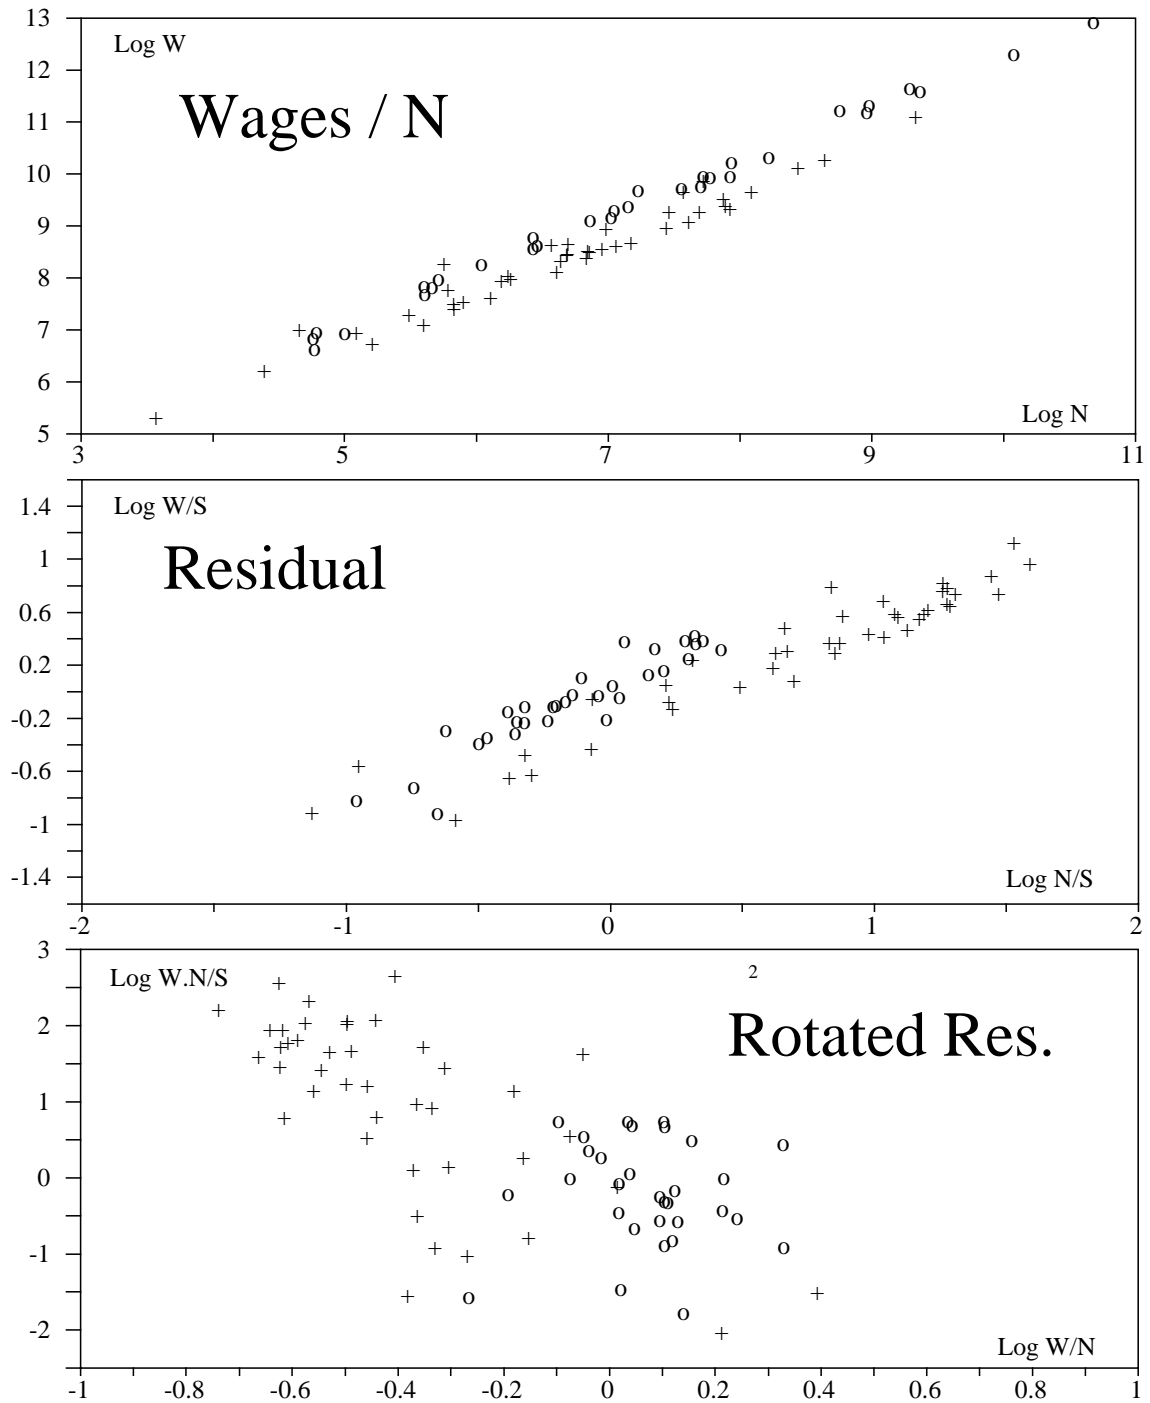 13
Log W
12
Wages / N
11
10
9
8
7
6
Log N
5
3 5 7 9 11
1.4
Log W/S
1
Residual
0.6
0.2
-0.2
-0.6
-1
-1.4
Log N/S
-2 -1 0 1 2
3
Log W.N/S 2
2
Rotated Res.
1
0
-1
-2
Log W/N
-1 -0.8 -0.6 -0.4 -0.2 0 0.2 0.4 0.6 0.8 1